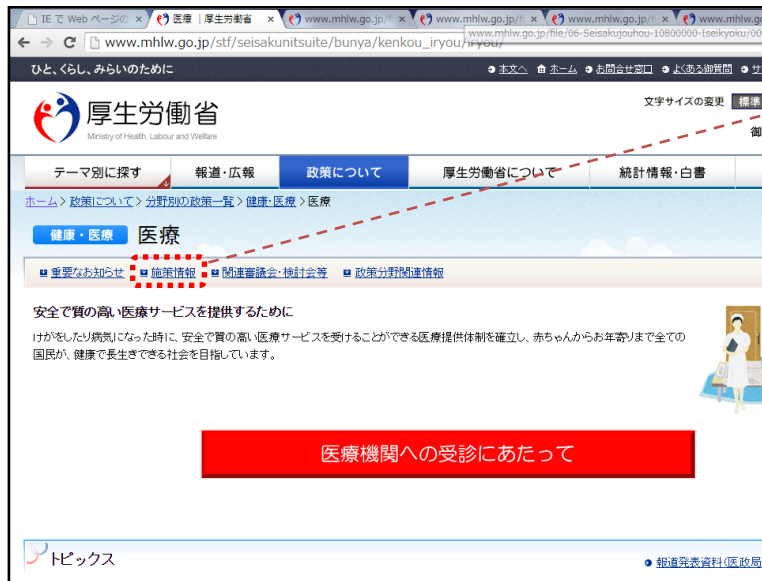 IE で Web ページの
医療 | 厚生労働省
www.mhlw.go.jp/f
www.mhlw.go.jp/f
www.mhlw.go.jp/f
www.mhlw.go
www.mhlw.go.jp/stf/seisakunitsuite/bunya/kenkou_iryou/iryou/
www.mhlw.go.jp/file/06-Seisakujouhou-10800000-Iseikyoku/00
ひと、くらし、みらいのために
本文へ ホーム お問合せ窓口 よくある御質問 サ
厚生労働省
Ministry of Health, Labour and Welfare
文字サイズの変更 標準
御
テーマ別に探す 報道・広報 政策について 厚生労働省について 統計情報・白書
ホーム > 政策について > 分野別の政策一覧 > 健康・医療 > 医療
健康・医療 医療
重要なお知らせ 施策情報 関連審議会・検討会等 政策分野関連情報
安全で質の高い医療サービスを提供するために
けがをしたり病気になった時に、安全で質の高い医療サービスを受けることができる医療提供体制を確立し、赤ちゃんからお年寄りまで全ての
国民が、健康で長生きできる社会を目指しています。
医療機関への受診にあたって
トピックス
報道発表資料(医政局